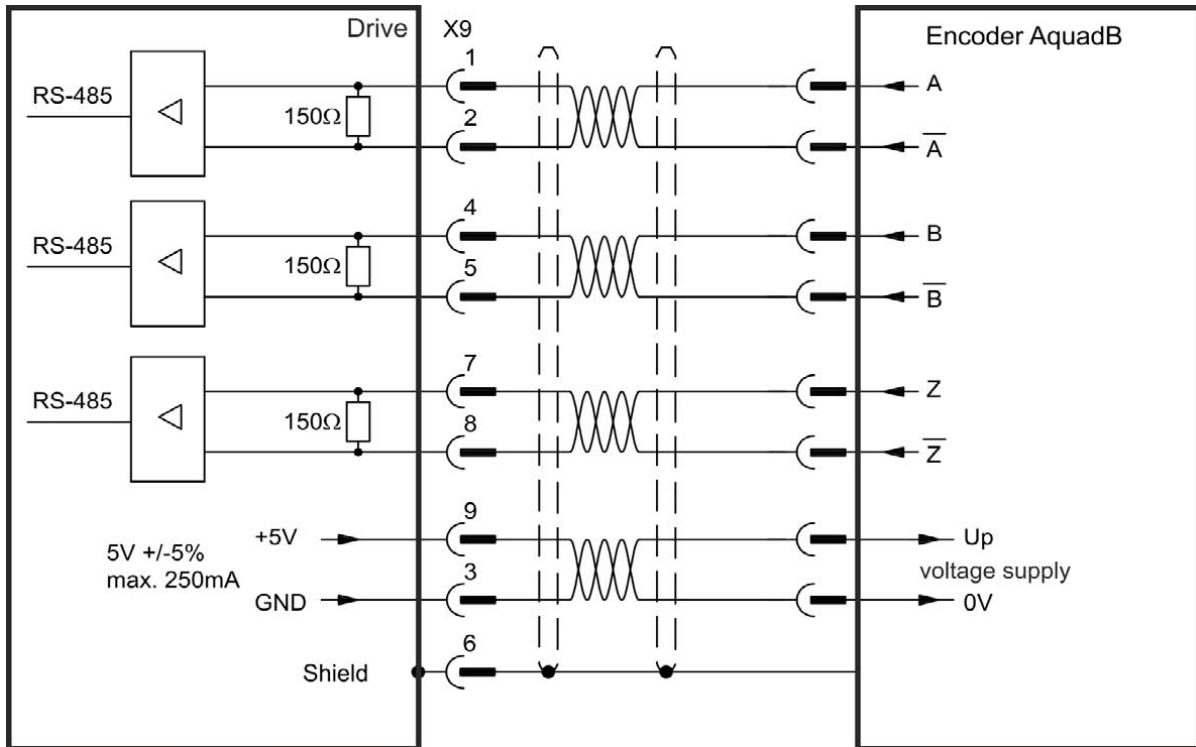 Drive X9
Encoder AquadB
1
RS-485
A
150Ω
2
A̅
4
RS-485
B
150Ω
5
B̅
7
RS-485
Z
150Ω
8
Z̅
9
+5V
Up
5V +/-5%
max. 250mA
voltage supply
3
GND
0V
6
Shield